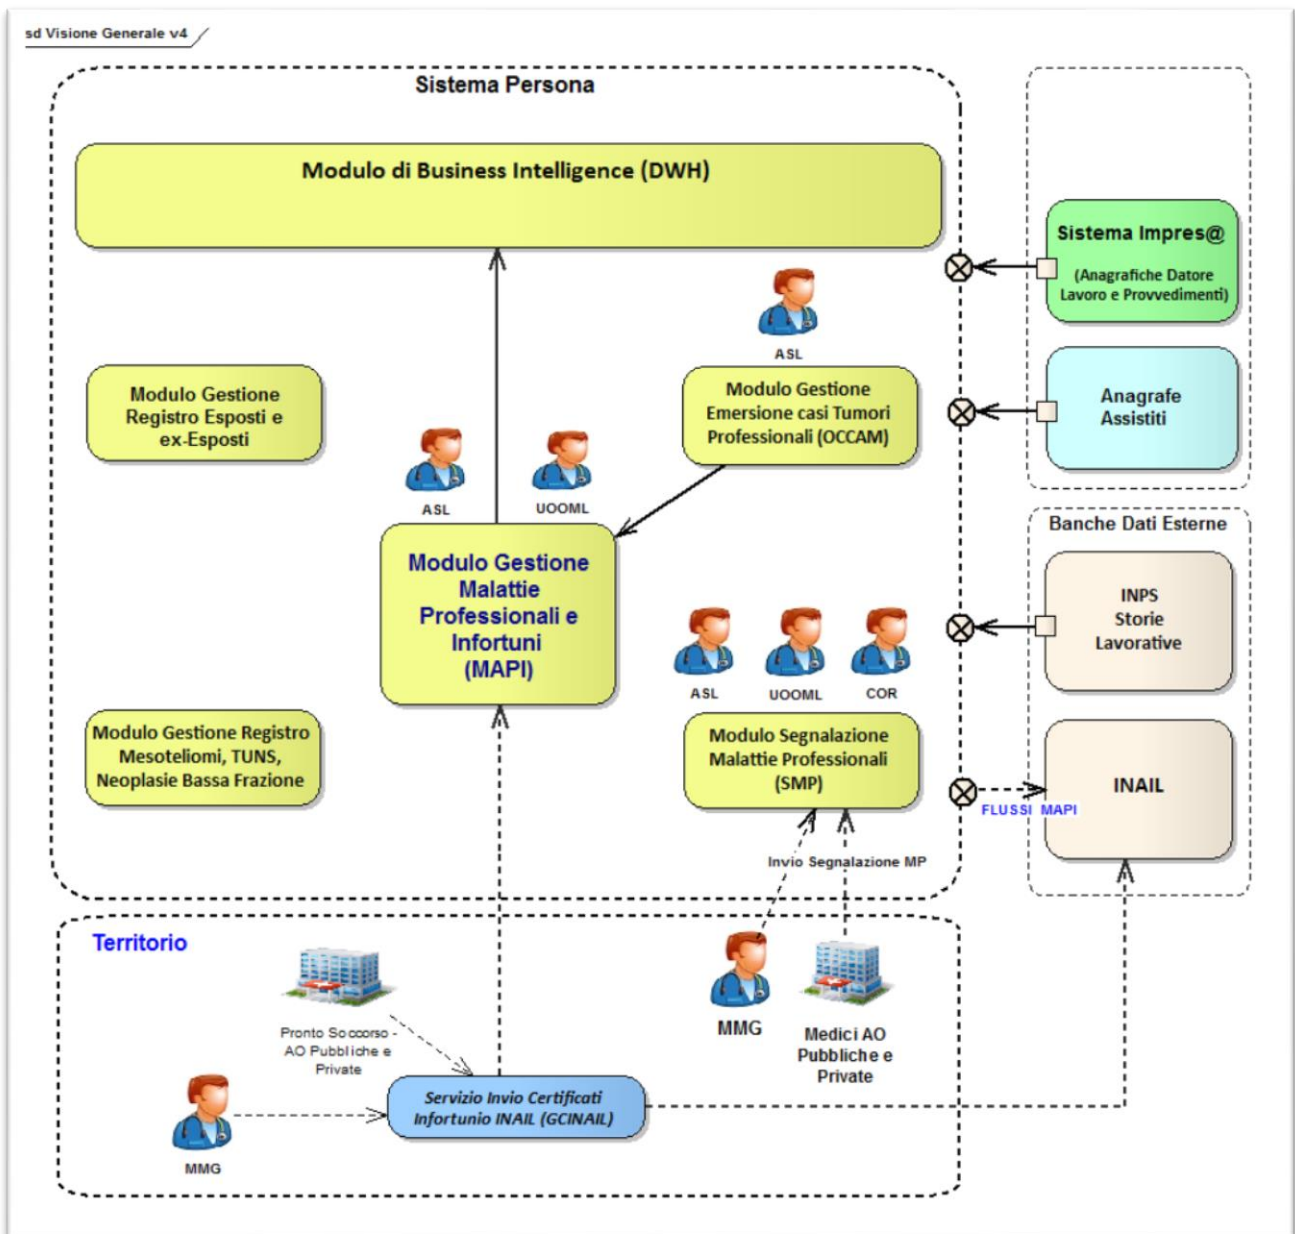 sd Visione Generale v4
Sistema Persona
Modulo di Business Intelligence (DWH)
Sistema Impres@
(Anagrafiche Datore
Lavoro e Provvedimenti)
ASL
Modulo Gestione
Registro Esposti e
ex-Esposti
Modulo Gestione
Emersione casi Tumori
Professionali (OCCAM)
Anagrafe
Assistiti
ASL
UOOML
Banche Dati Esterne
Modulo Gestione
Malattie
Professionali e
Infortuni
(MAPI)
INPS
Storie
Lavorative
ASL
UOOML
COR
Modulo Gestione Registro
Mesoteliomi, TUNS,
Neoplasie Bassa Frazione
Modulo Segnalazione
Malattie Professionali
(SMP)
INAIL
FLUSSI MAPI
Invio Segnalazione MP
Territorio
Pronto Soccorso -
AO Pubbliche e
Private
MMG
Medici AO
Pubbliche e
Private
Servizio Invio Certificati
Infortunio INAIL (GCINAIL)
MMG